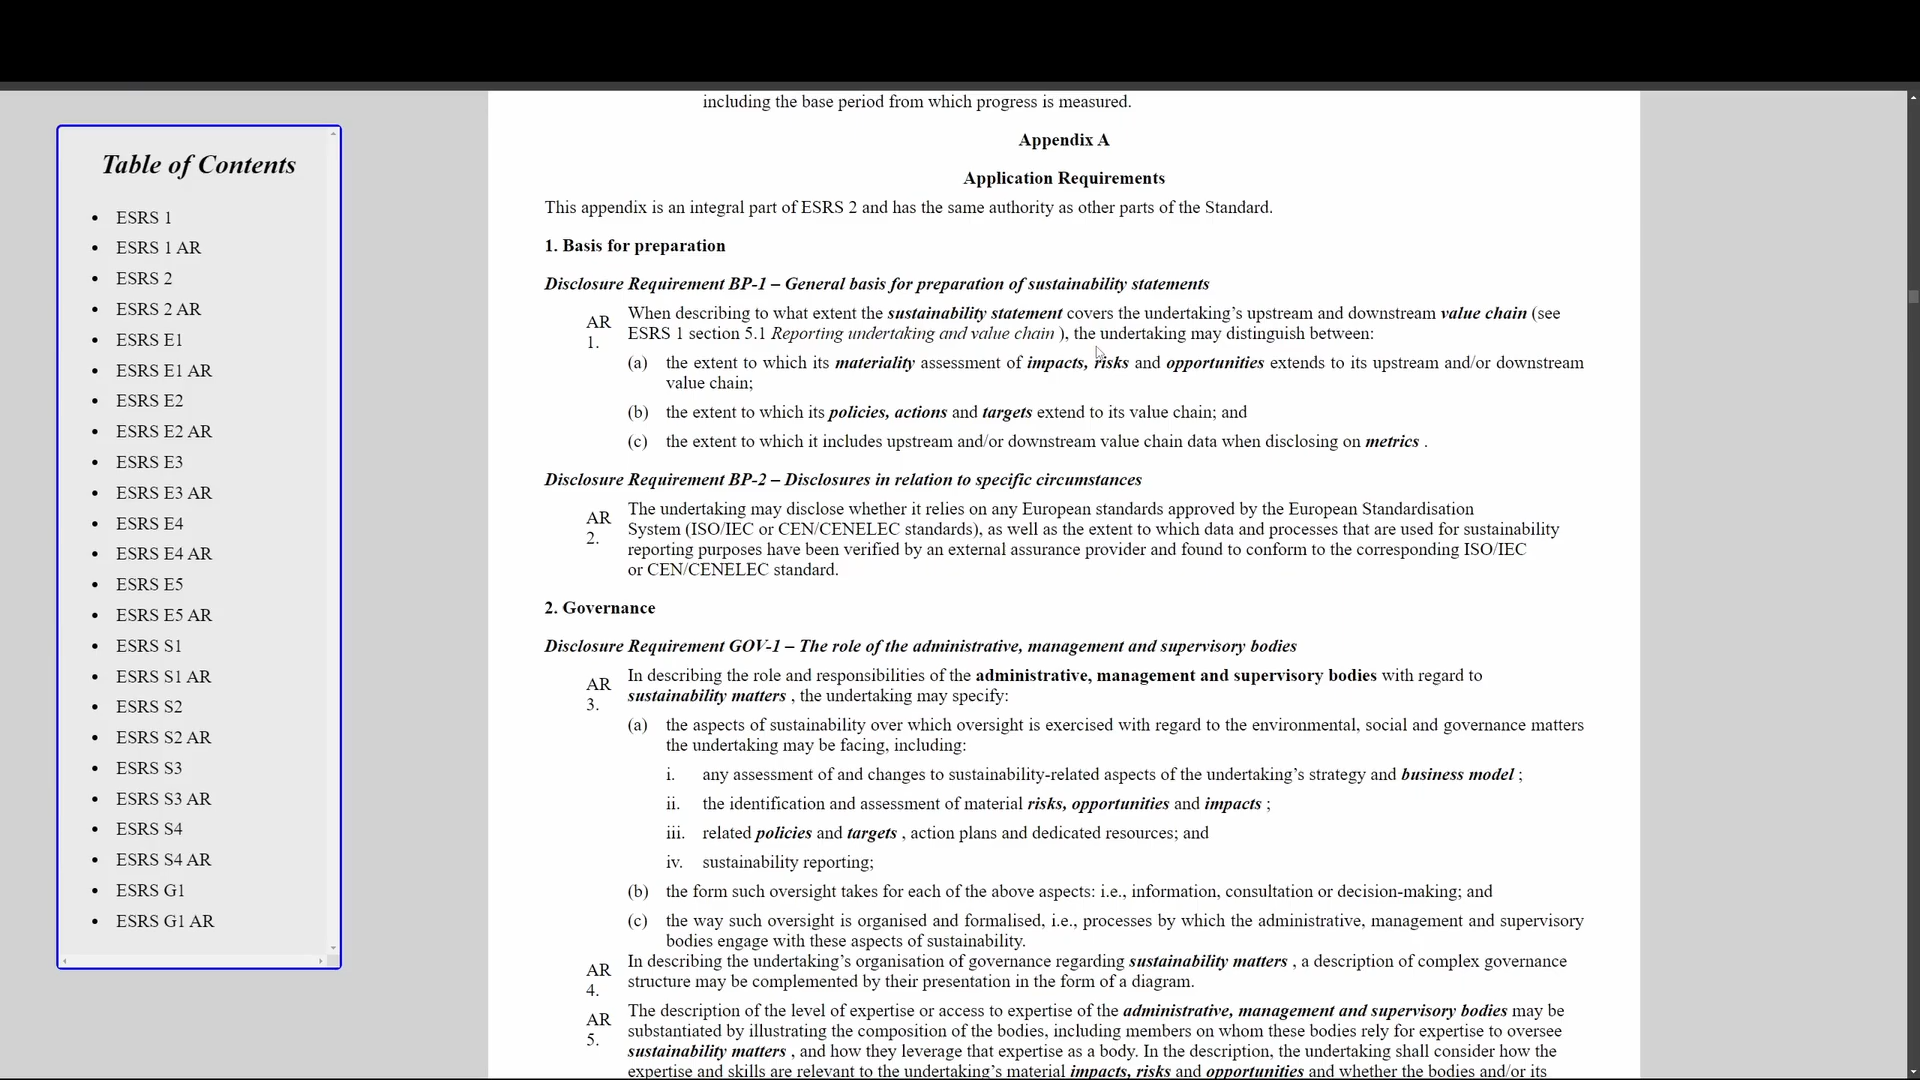 Table of Contents
ESRS 1
ESRS 1 AR
ESRS 2
ESRS 2 AR
ESRS E1
ESRS E1 AR
ESRS E2
ESRS E2 AR
ESRS E3
ESRS E3 AR
ESRS E4
ESRS E4 AR
ESRS E5
ESRS E5 AR
ESRS S1
ESRS S1 AR
ESRS S2
ESRS S2 AR
ESRS S3
ESRS S3 AR
ESRS S4
ESRS S4 AR
ESRS G1
ESRS G1 AR
including the base period from which progress is measured.
Appendix A
Application Requirements
This appendix is an integral part of ESRS 2 and has the same authority as other parts of the Standard.
1. Basis for preparation
Disclosure Requirement BP-1 – General basis for preparation of sustainability statements
AR 1.
When describing to what extent the sustainability statement covers the undertaking’s upstream and downstream value chain (see
ESRS 1 section 5.1 Reporting undertaking and value chain ), the undertaking may distinguish between:
(a) the extent to which its materiality assessment of impacts, risks and opportunities extends to its upstream and/or downstream
value chain;
(b) the extent to which its policies, actions and targets extend to its value chain; and
(c) the extent to which it includes upstream and/or downstream value chain data when disclosing on metrics .
Disclosure Requirement BP-2 – Disclosures in relation to specific circumstances
AR 2.
The undertaking may disclose whether it relies on any European standards approved by the European Standardisation
System (ISO/IEC or CEN/CENELEC standards), as well as the extent to which data and processes that are used for sustainability
reporting purposes have been verified by an external assurance provider and found to conform to the corresponding ISO/IEC
or CEN/CENELEC standard.
2. Governance
Disclosure Requirement GOV-1 – The role of the administrative, management and supervisory bodies
AR 3.
In describing the role and responsibilities of the administrative, management and supervisory bodies with regard to
sustainability matters , the undertaking may specify:
(a) the aspects of sustainability over which oversight is exercised with regard to the environmental, social and governance matters
the undertaking may be facing, including:
i. any assessment of and changes to sustainability-related aspects of the undertaking’s strategy and business model ;
ii. the identification and assessment of material risks, opportunities and impacts ;
iii. related policies and targets , action plans and dedicated resources; and
iv. sustainability reporting;
(b) the form such oversight takes for each of the above aspects: i.e., information, consultation or decision-making; and
(c) the way such oversight is organised and formalised, i.e., processes by which the administrative, management and supervisory
bodies engage with these aspects of sustainability.
AR 4.
In describing the undertaking’s organisation of governance regarding sustainability matters , a description of complex governance
structure may be complemented by their presentation in the form of a diagram.
AR 5.
The description of the level of expertise or access to expertise of the administrative, management and supervisory bodies may be
substantiated by illustrating the composition of the bodies, including members on whom these bodies rely for expertise to oversee
sustainability matters , and how they leverage that expertise as a body. In the description, the undertaking shall consider how the
expertise and skills are relevant to the undertaking’s material impacts, risks and opportunities and whether the bodies and/or its